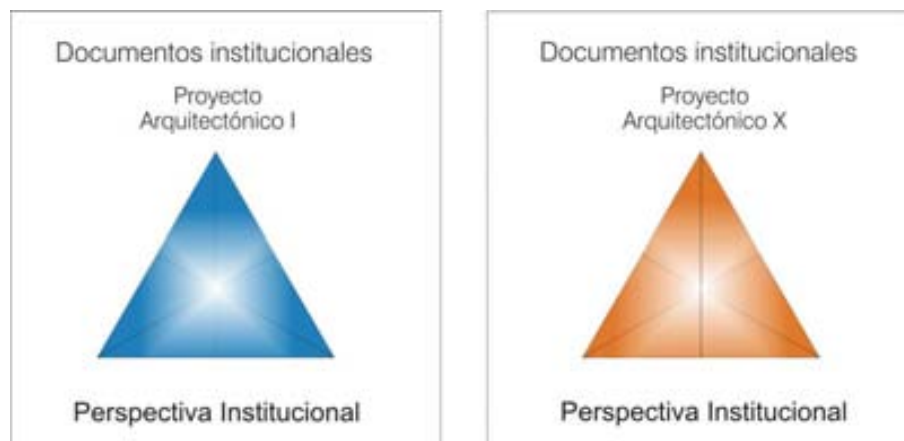 Documentos institucionales
Proyecto
Arquitectónico I
Perspectiva Institucional
Documentos institucionales
Proyecto
Arquitectónico X
Perspectiva Institucional